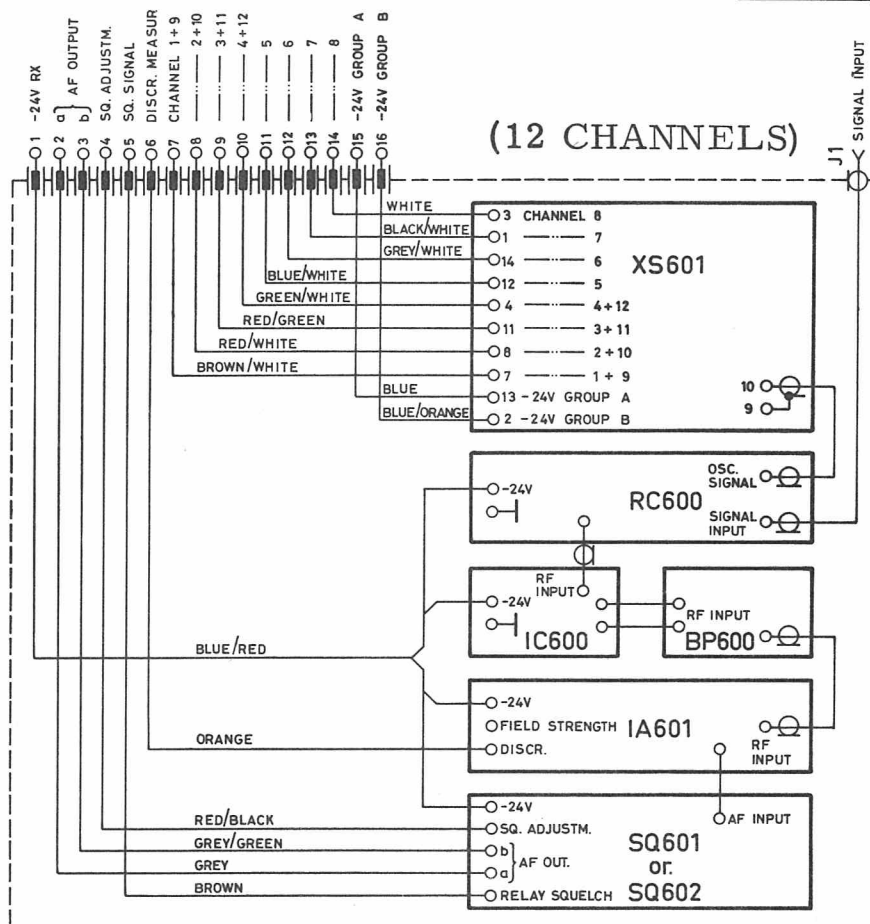 -24V RX
a } AF OUTPUT
b
SQ. ADJUSTM.
SQ. SIGNAL
DISCR. MEASUR
CHANNEL 1+9
—··— 2+10
—··— 3+11
—··— 4+12
—··— 5
—··— 6
—··— 7
—··— 8
-24V GROUP A
-24V GROUP B
1 2 3 4 5 6 7 8 9 10 11 12 13 14 15 16
(12 CHANNELS)
J1
SIGNAL INPUT
WHITE
BLACK/WHITE
GREY/WHITE
BLUE/WHITE
GREEN/WHITE
RED/GREEN
RED/WHITE
BROWN/WHITE
BLUE
BLUE/ORANGE
3 CHANNEL 8
1 —··— 7
14 —··— 6
12 —··— 5
4 —··— 4+12
11 —··— 3+11
8 —··— 2+10
7 —··— 1+9
13 -24V GROUP A
2 -24V GROUP B
XS601
10
9
-24V
RC600
OSC.
SIGNAL
SIGNAL
INPUT
-24V
RF
INPUT
IC600
RF INPUT
BP600
BLUE/RED
-24V
FIELD STRENGTH
DISCR.
IA601
RF
INPUT
ORANGE
RED/BLACK
GREY/GREEN
GREY
BROWN
-24V
SQ. ADJUSTM.
b } AF OUT.
a
RELAY SQUELCH
AF INPUT
SQ601
or.
SQ602